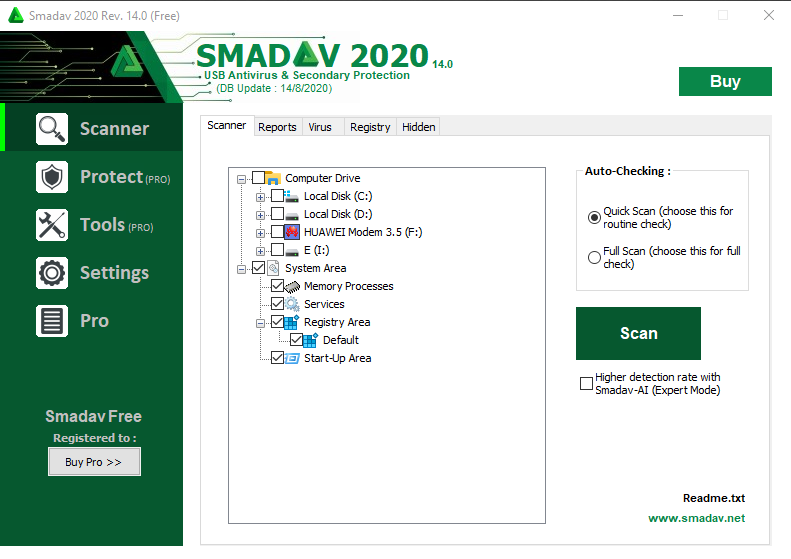 Smadav 2020 Rev. 14.0 (Free)
SMADAV 2020 14.0
USB Antivirus & Secondary Protection
(DB Update : 14/8/2020)
Buy
Scanner
Protect (PRO)
Tools (PRO)
Settings
Pro
Smadav Free
Registered to :
Buy Pro >>
Scanner Reports Virus Registry Hidden
Computer Drive
Local Disk (C:)
Local Disk (D:)
HUAWEI Modem 3.5 (F:)
E (I:)
System Area
Memory Processes
Services
Registry Area
Default
Start-Up Area
Auto-Checking :
Quick Scan (choose this for
routine check)
Full Scan (choose this for full
check)
Scan
Higher detection rate with
Smadav-AI (Expert Mode)
Readme.txt
www.smadav.net